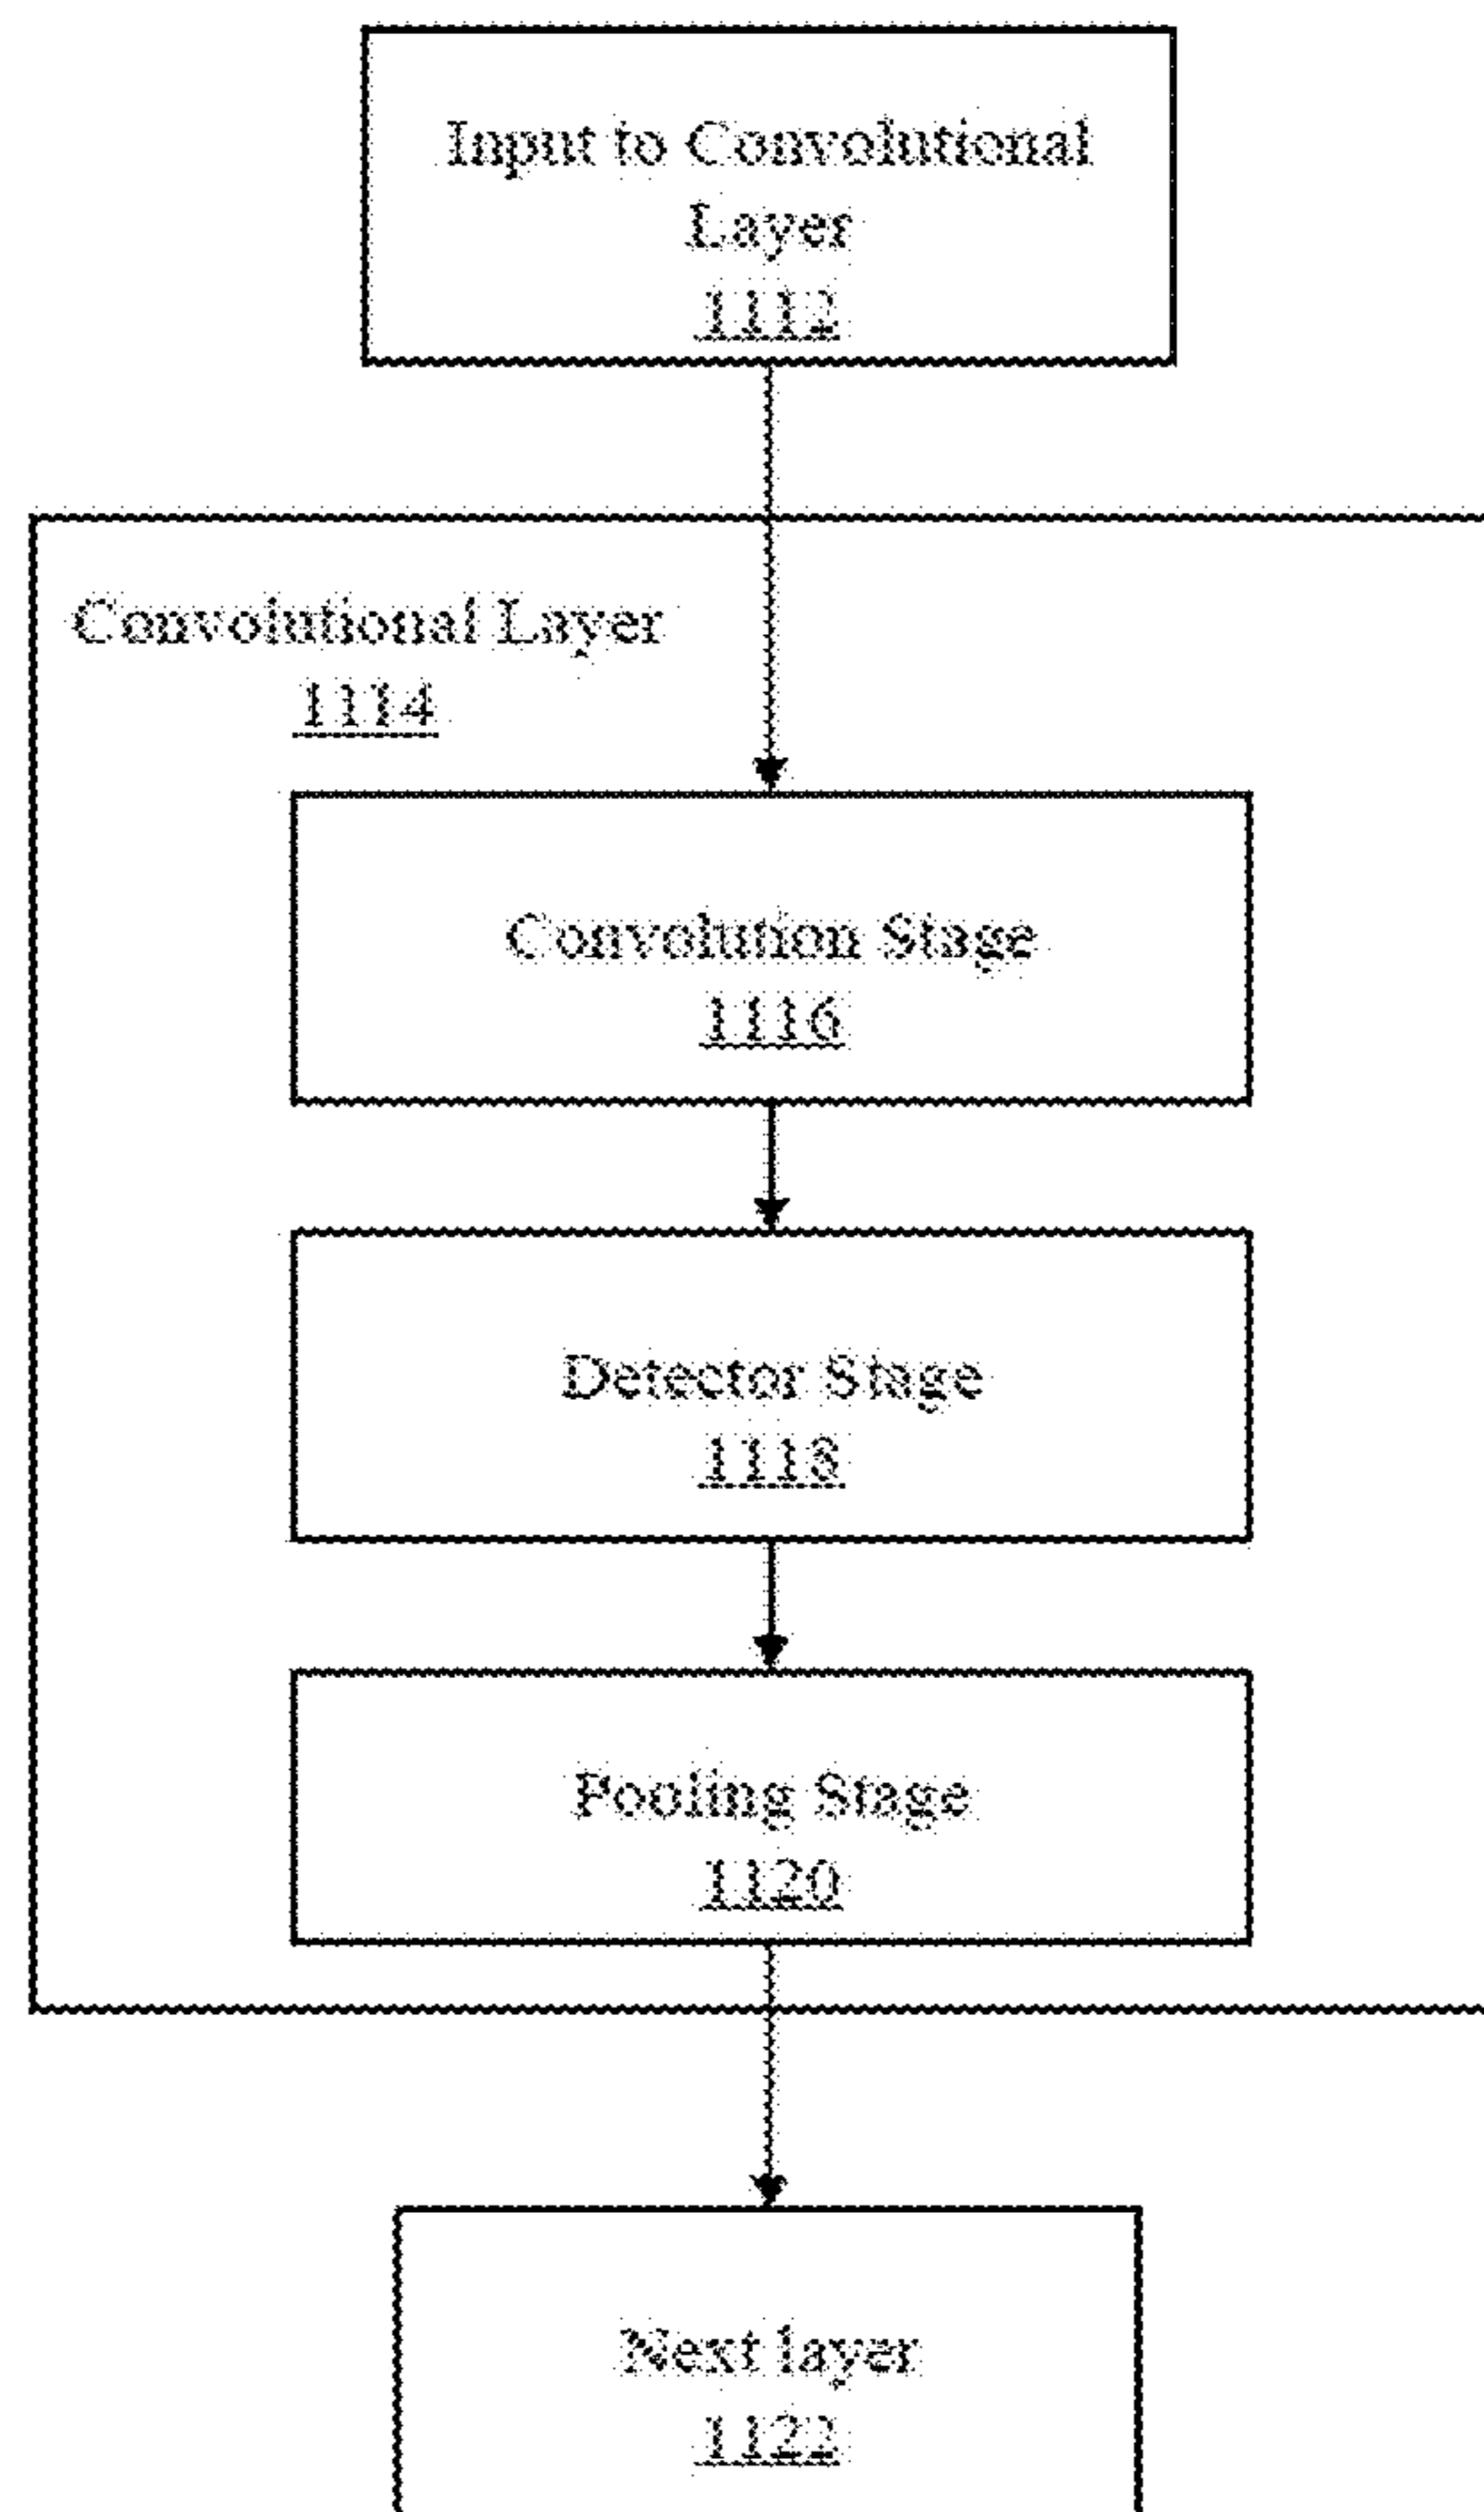 Input to Convolutional
Layer
1112
Convolutional Layer
1114
Convolution Stage
1116
Detector Stage
1118
Pooling Stage
1120
Next layer
1122